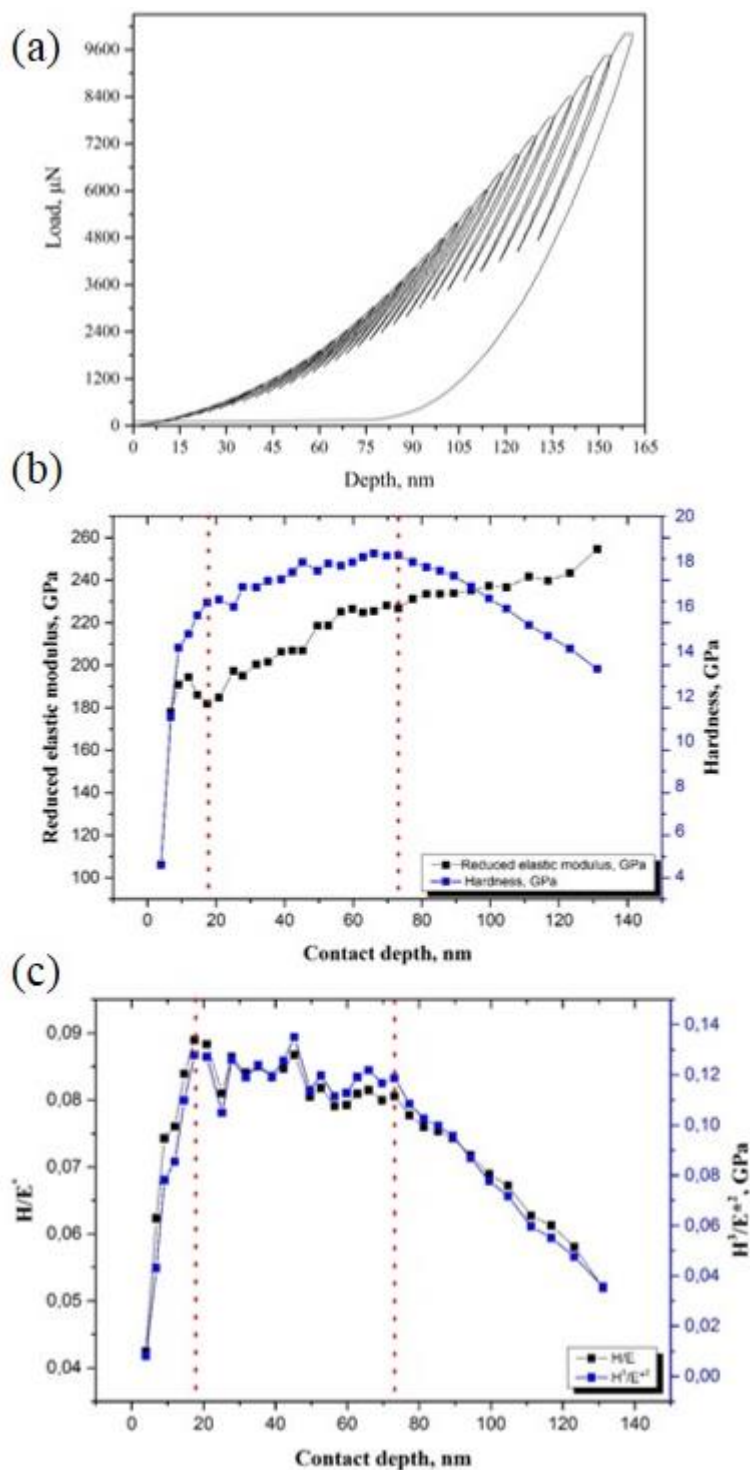 (a)
9600
8400
7200
6000
4800
3600
2400
1200
0
Load, µN
0 15 30 45 60 75 90 105 120 135 150 165
Depth, nm
(b)
260
240
220
200
180
160
140
120
100
Reduced elastic modulus, GPa
20
18
16
14
12
10
8
6
4
Hardness, GPa
Reduced elastic modulus, GPa
Hardness, GPa
0 20 40 60 80 100 120 140
Contact depth, nm
(c)
0,09
0,08
0,07
0,06
0,05
0,04
H/E*
0,14
0,12
0,10
0,08
0,06
0,04
0,02
0,00
H³/E*², GPa
H/E
H³/E*²
0 20 40 60 80 100 120 140
Contact depth, nm